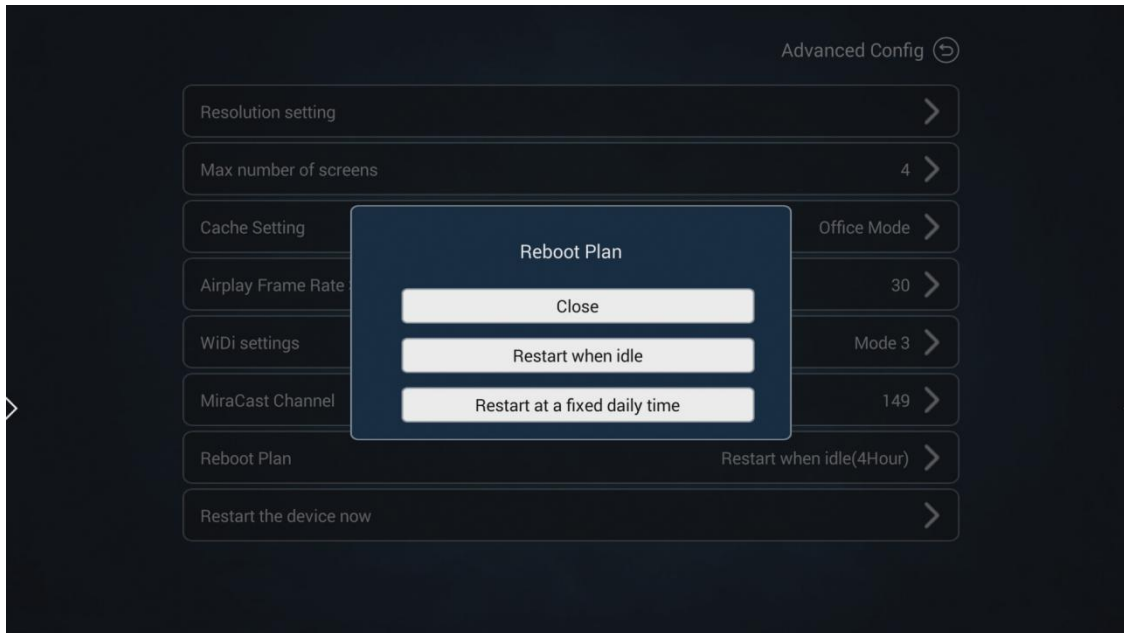 Advanced Config
Resolution setting
Max number of screens 4
Cache Setting Office Mode
Airplay Frame Rate 30
WiDi settings Mode 3
MiraCast Channel 149
Reboot Plan Restart when idle(4Hour)
Restart the device now
Reboot Plan
Close
Restart when idle
Restart at a fixed daily time